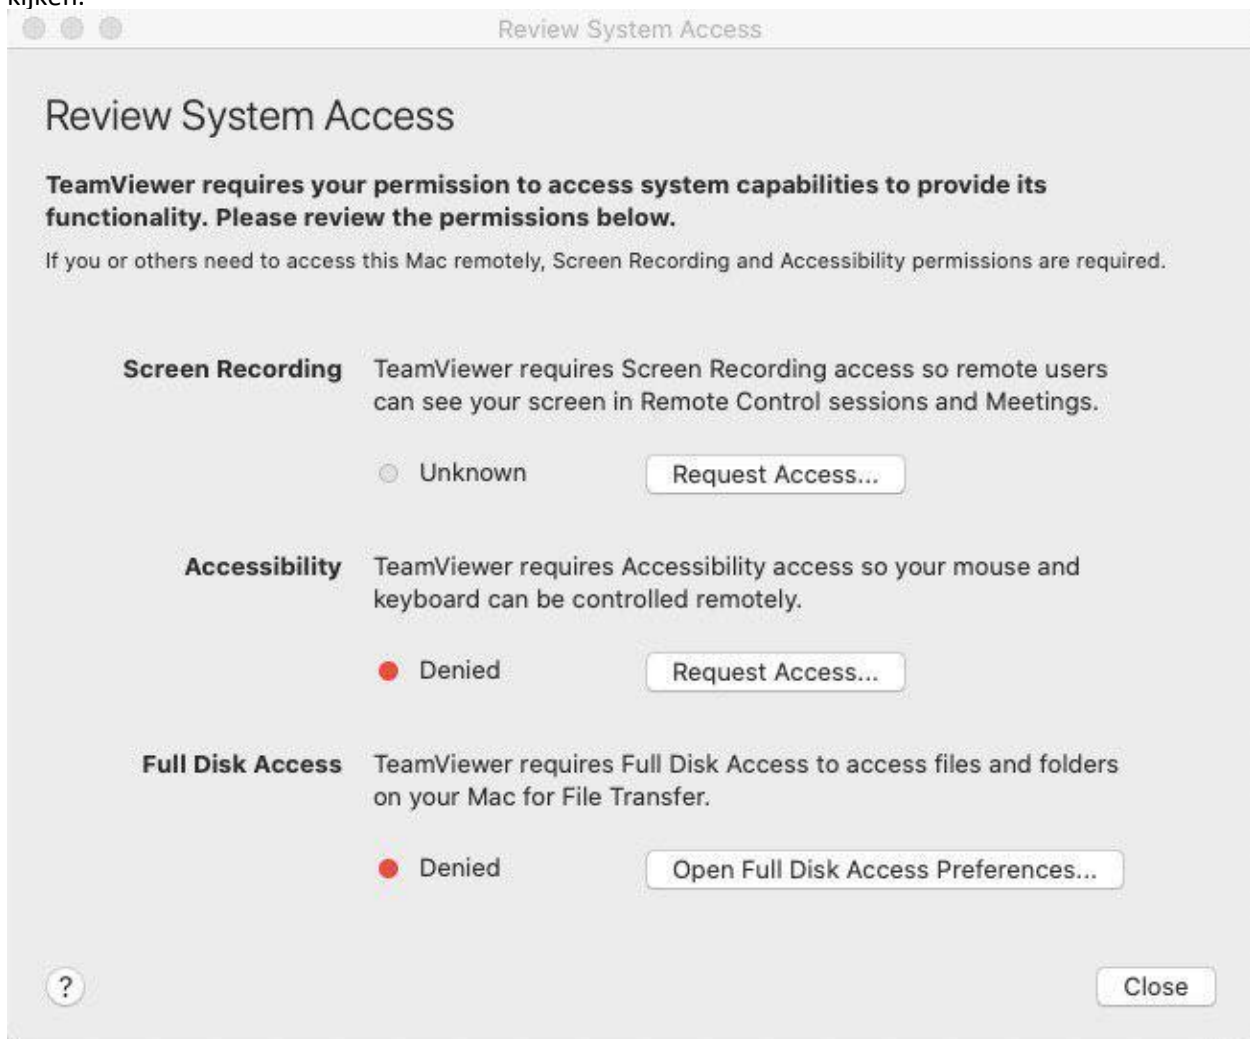 kijken.
Review System Access
Review System Access
TeamViewer requires your permission to access system capabilities to provide its
functionality. Please review the permissions below.
If you or others need to access this Mac remotely, Screen Recording and Accessibility permissions are required.
Screen Recording TeamViewer requires Screen Recording access so remote users
can see your screen in Remote Control sessions and Meetings.
Unknown Request Access...
Accessibility TeamViewer requires Accessibility access so your mouse and
keyboard can be controlled remotely.
Denied Request Access...
Full Disk Access TeamViewer requires Full Disk Access to access files and folders
on your Mac for File Transfer.
Denied Open Full Disk Access Preferences...
? Close